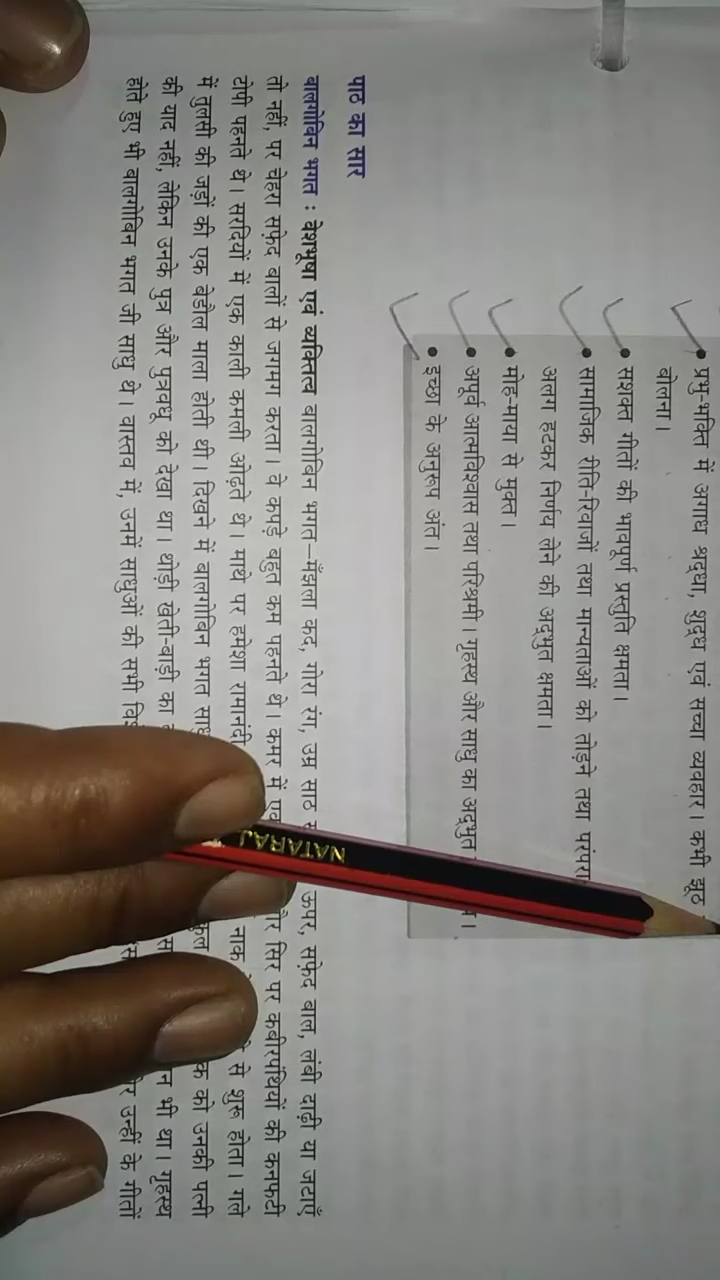 प्रभु-भक्ति में अगाध श्रद्धा, शुद्ध एवं सच्चा व्यवहार। कभी झूठ
बोलना।
सशक्त गीतों की भावपूर्ण प्रस्तुति क्षमता।
सामाजिक रीति-रिवाजों तथा मान्यताओं को तोड़ने तथा परंपरा
अलग हटकर निर्णय लेने की अद्भुत क्षमता।
मोह-माया से मुक्त।
अपूर्व आत्मविश्वास तथा परिश्रमी। गृहस्थ और साधु का अद्भुत
इच्छा के अनुरूप अंत।
पाठ का सार
बालगोबिन भगत : वेशभूषा एवं व्यक्तित्व बालगोबिन भगत—मँझला कद, गोरा रंग, उम्र साठ ऊपर, सफ़ेद बाल, लंबी दाढ़ी या जटाएँ
तो नहीं, पर चेहरा सफ़ेद बालों से जगमग करता। वे कपड़े बहुत कम पहनते थे। कमर में सिर पर कबीरपंथियों की कनफटी
टोपी पहनते थे। सरदियों में एक काली कमली ओढ़ते थे। माथे पर हमेशा रामानंदी नाक से शुरू होता। गले
में तुलसी की जड़ों की एक बेडौल माला होती थी। दिखने में बालगोबिन भगत को उनकी पत्नी
की याद नहीं, लेकिन उनके पुत्र और पुत्रवधू को देखा था। थोड़ी खेती-बाड़ी का भी था। गृहस्थ
होते हुए भी बालगोबिन भगत जी साधु थे। वास्तव में, उनमें साधुओं की सभी उन्हीं के गीतों
NATARAJ